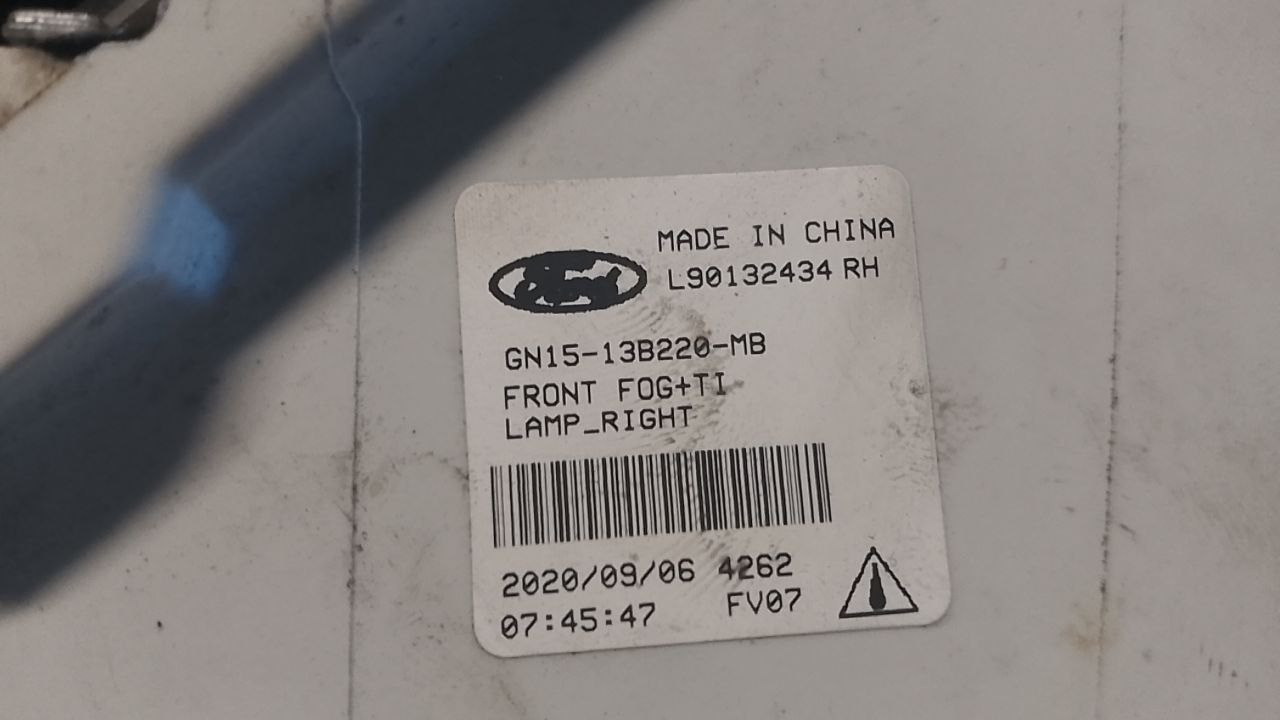 MADE IN CHINA
Ford
L90132434 RH
GN15-13B220-MB
FRONT FOG+TI
LAMP_RIGHT
2020/09/06 4262
07:45:47 FV07